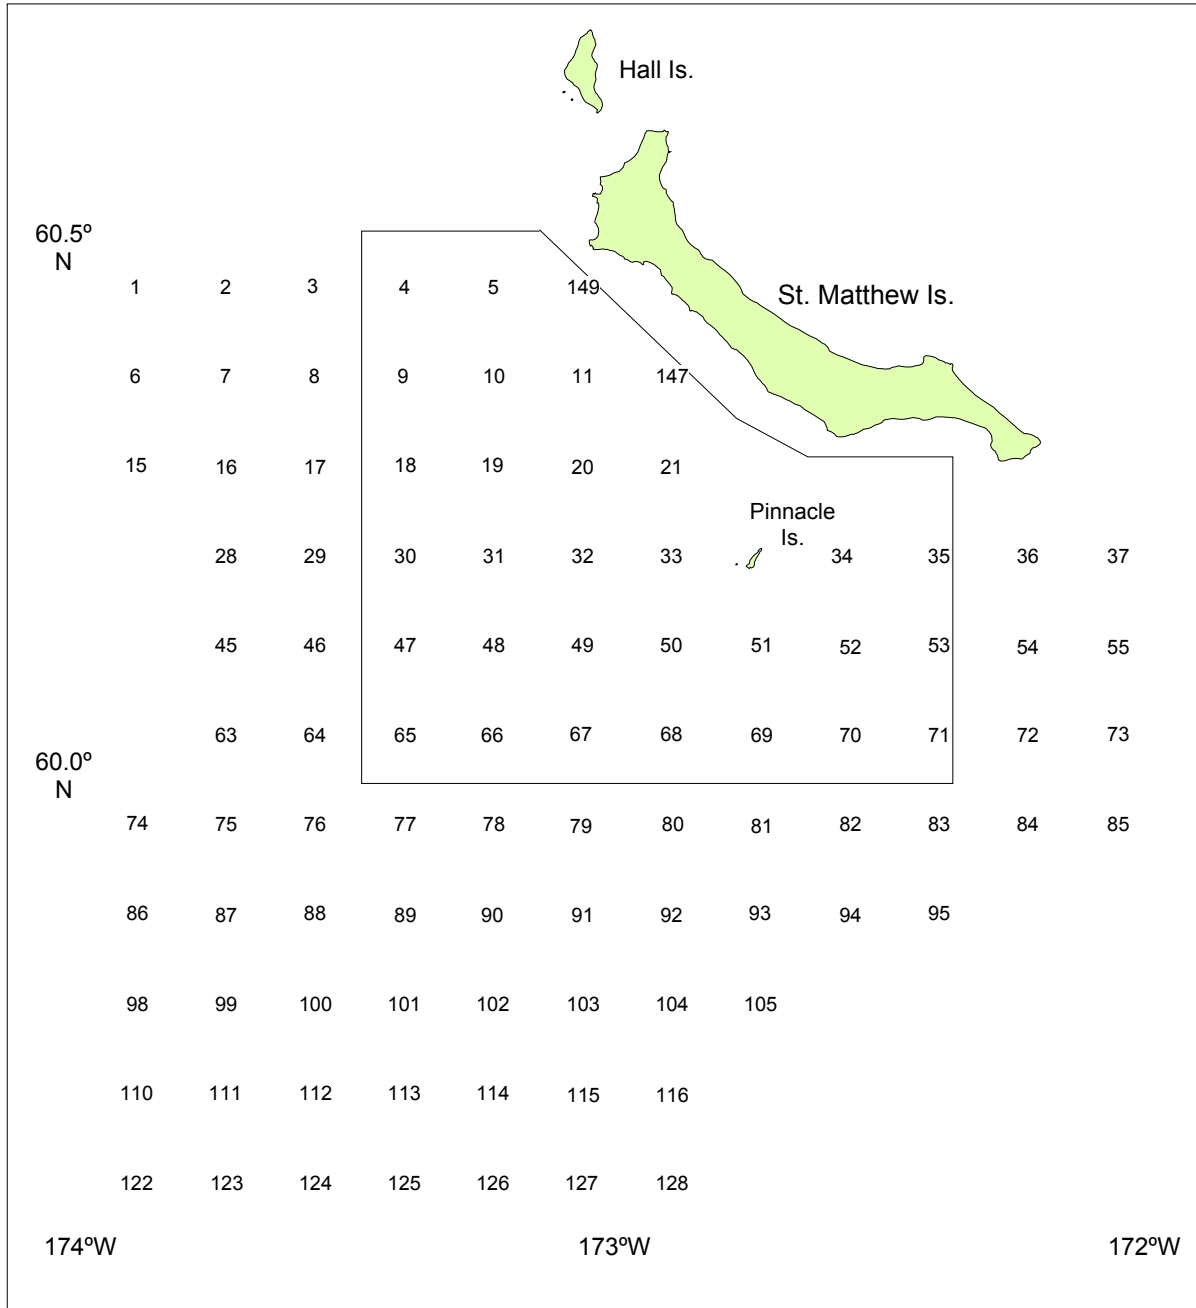 Hall Is.
60.5º
N
St. Matthew Is.
1 2 3 4 5 149
6 7 8 9 10 11 147
15 16 17 18 19 20 21
Pinnacle
Is.
28 29 30 31 32 33 34 35 36 37
45 46 47 48 49 50 51 52 53 54 55
63 64 65 66 67 68 69 70 71 72 73
60.0º
N
74 75 76 77 78 79 80 81 82 83 84 85
86 87 88 89 90 91 92 93 94 95
98 99 100 101 102 103 104 105
110 111 112 113 114 115 116
122 123 124 125 126 127 128
174ºW 173ºW 172ºW